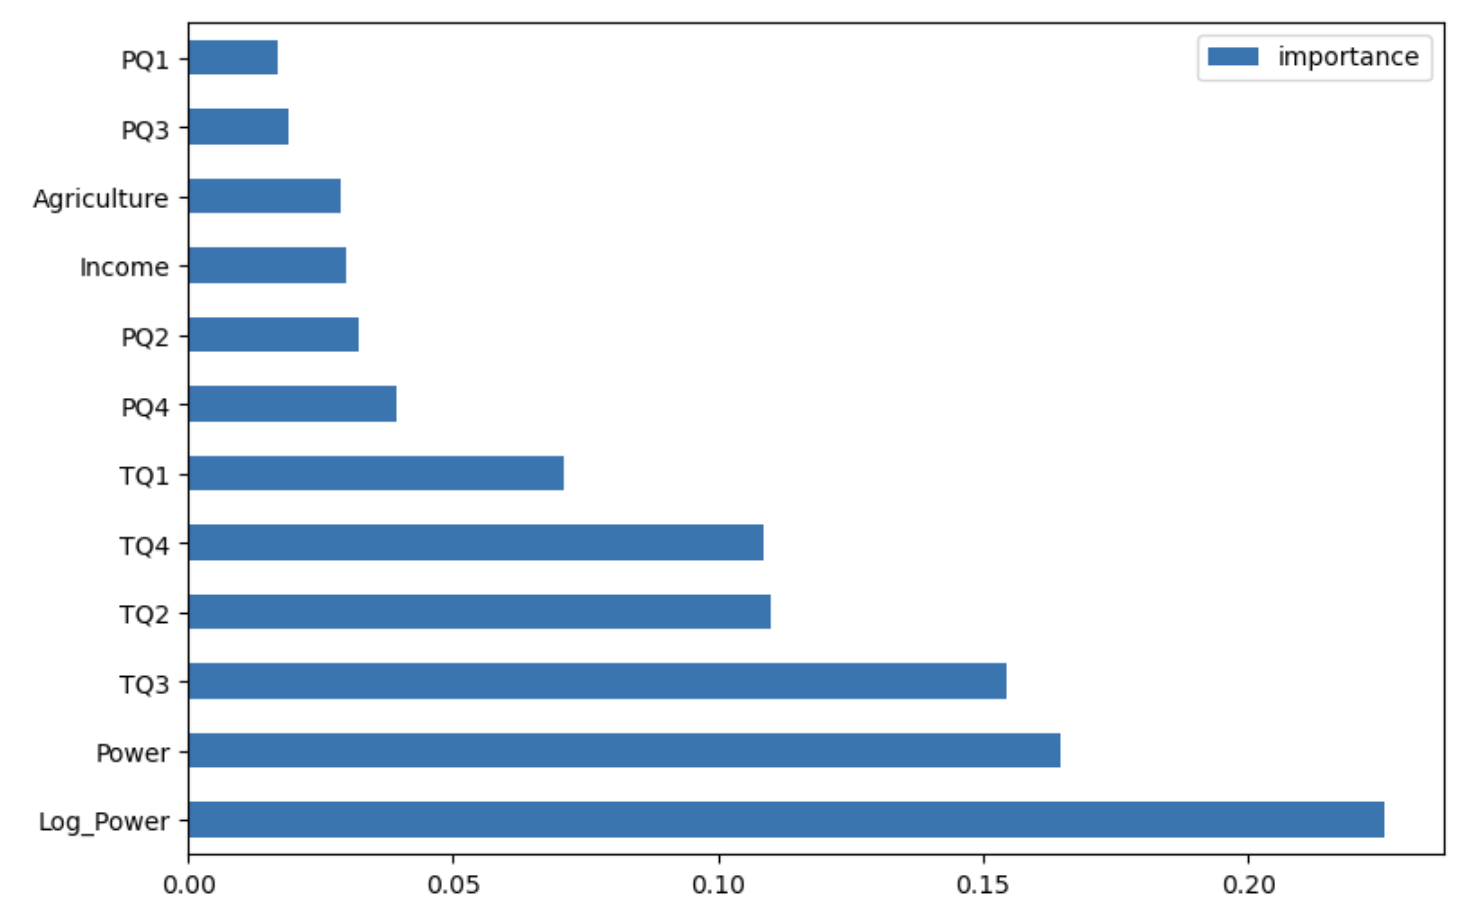 importance
PQ1
PQ3
Agriculture
Income
PQ2
PQ4
TQ1
TQ4
TQ2
TQ3
Power
Log_Power
0.00 0.05 0.10 0.15 0.20